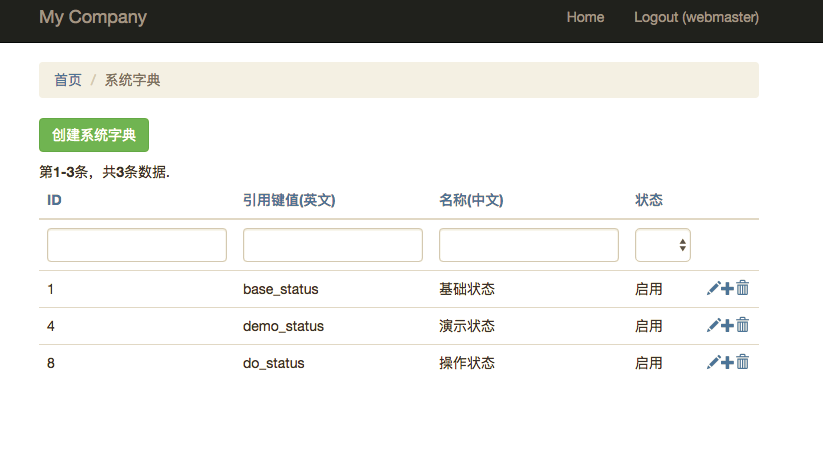 My Company Home Logout (webmaster)
首页 / 系统字典
创建系统字典
第1-3条，共3条数据.
ID 引用键值(英文) 名称(中文) 状态
1 base_status 基础状态 启用
4 demo_status 演示状态 启用
8 do_status 操作状态 启用